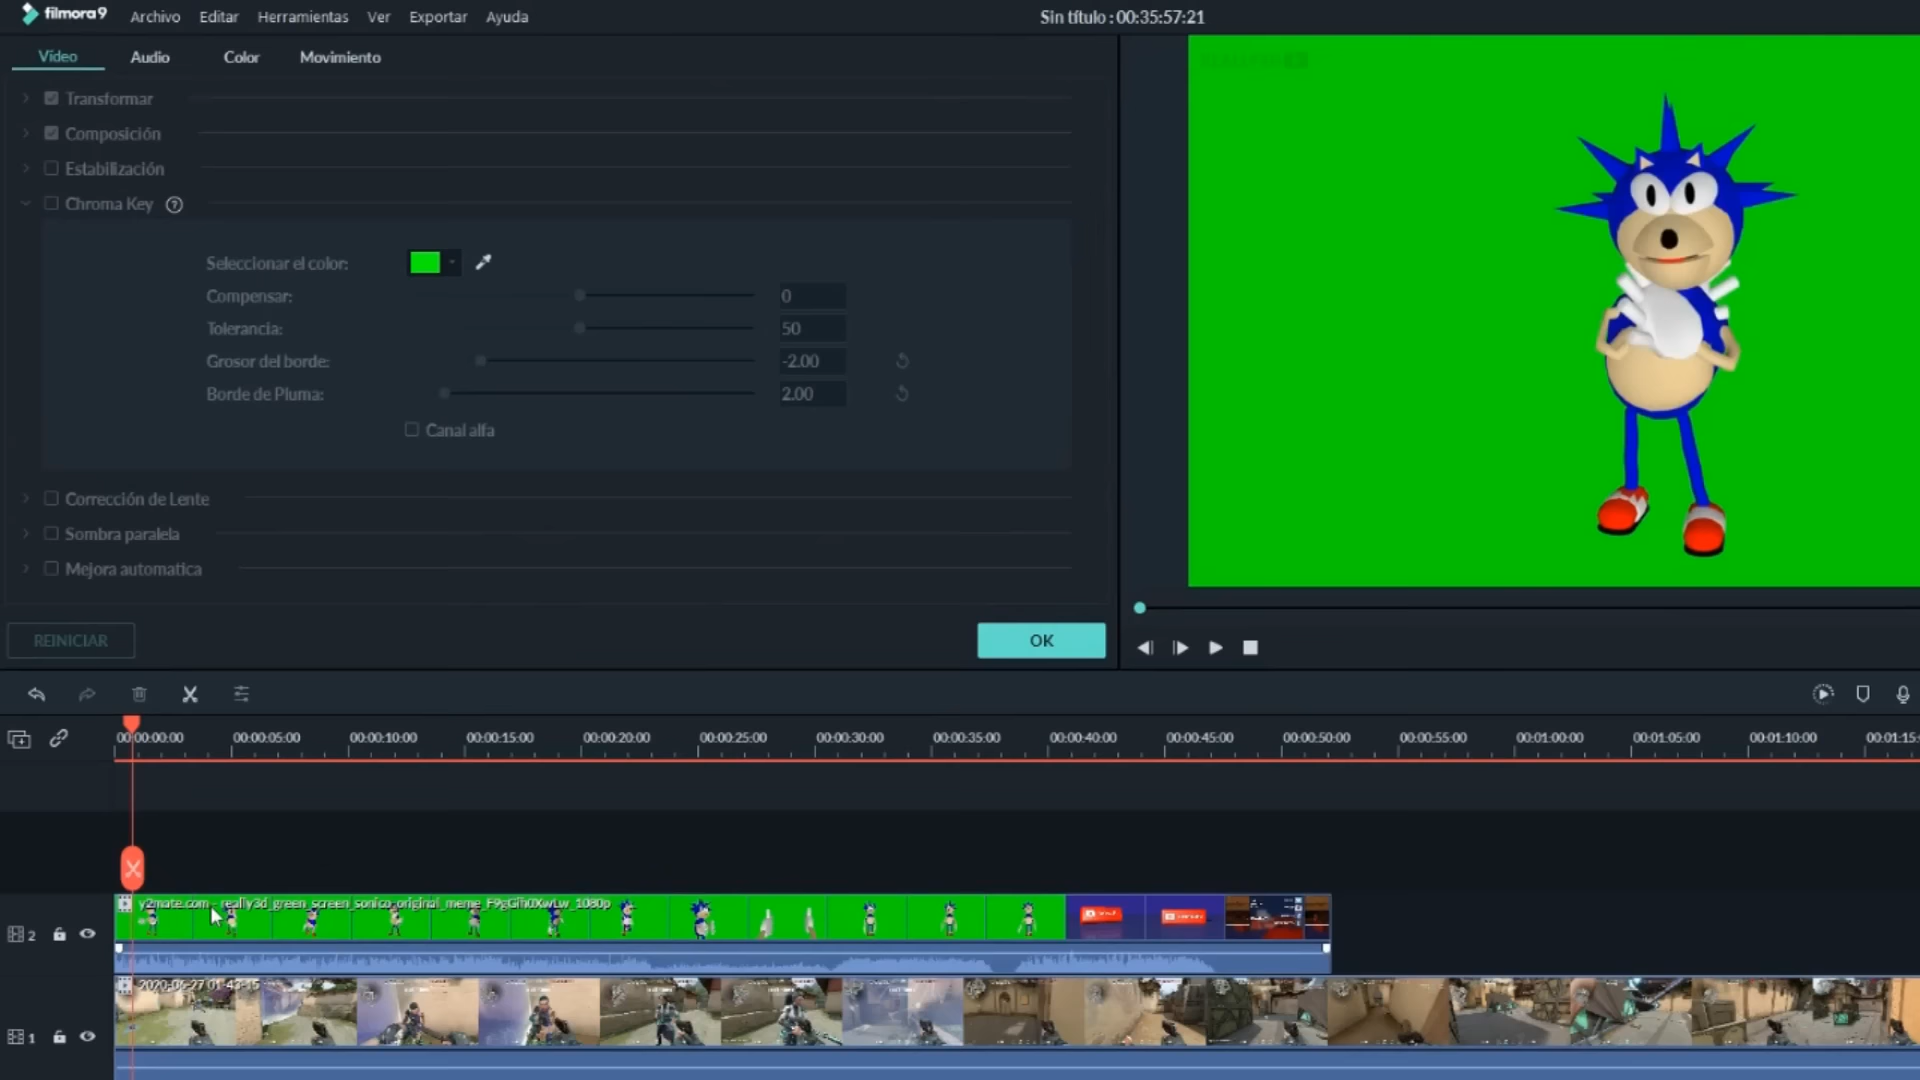 filmora9 Archivo Editar Herramientas Ver Exportar Ayuda Sin título : 00:35:57:21
Vídeo Audio Color Movimiento
Transformar
Composición
Estabilización
Chroma Key ?
Seleccionar el color:
Compensar: 0
Tolerancia: 50
Grosor del borde: -2.00
Borde de Pluma: 2.00
Canal alfa
Corrección de Lente
Sombra paralela
Mejora automatica
REINICIAR OK
00:00:00:00 00:00:05:00 00:00:10:00 00:00:15:00 00:00:20:00 00:00:25:00 00:00:30:00 00:00:35:00 00:00:40:00 00:00:45:00 00:00:50:00 00:00:55:00 00:01:00:00 00:01:05:00 00:01:10:00 00:01:15:
y2mate.com - really3d_green_screen_sonico_original_meme_F9gGih0XwLw_1080p
2
2020-06-27 01-43-15
1